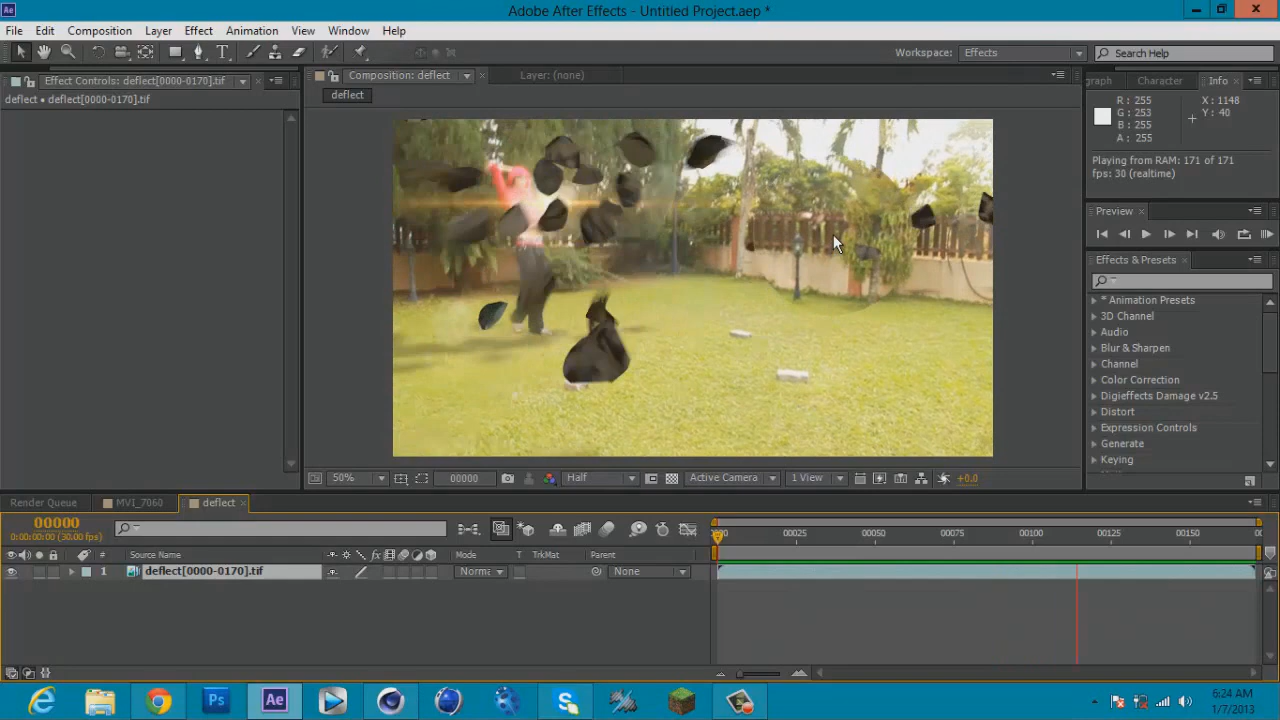 Adobe After Effects - Untitled Project.aep *
File Edit Composition Layer Effect Animation View Window Help
Workspace: Effects Search Help
Effect Controls: deflect[0000-0170].tif
Composition: deflect
Layer: (none)
graph Character Info
deflect • deflect[0000-0170].tif
deflect
R: 255
G: 253
B: 255
A: 255
X: 1148
Y: 40
Playing from RAM: 171 of 171
fps: 30 (realtime)
Preview
Effects & Presets
* Animation Presets
3D Channel
Audio
Blur & Sharpen
Channel
Color Correction
Digieffects Damage v2.5
Distort
Expression Controls
Generate
Keying
50% 00000 Half Active Camera 1 View +0.0
Render Queue MVI_7060 deflect
00000
0:00:00:00 (30.00 fps)
00025 00050 00075 00100 00125 00150
# Source Name Mode T TrkMat Parent
1 deflect[0000-0170].tif Norma None
Ps Ae
6:24 AM
1/7/2013